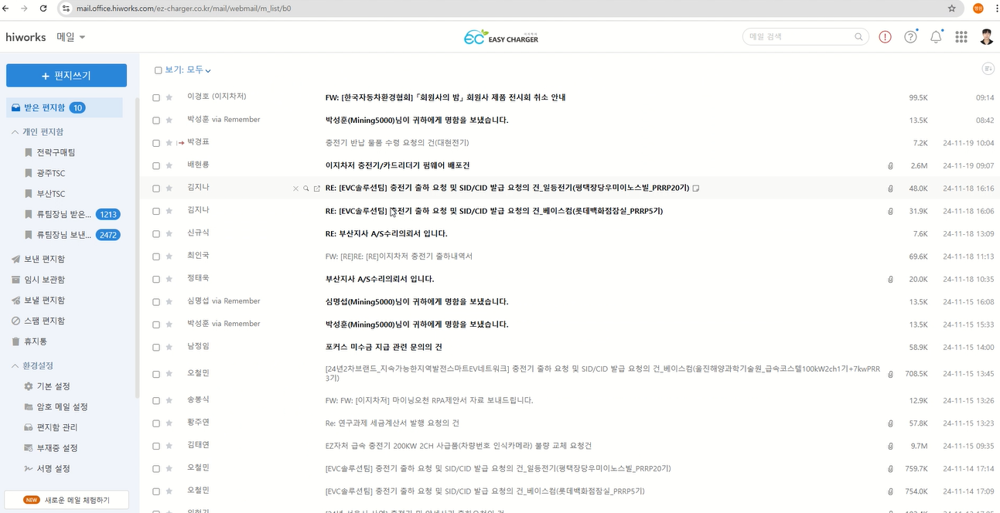 mail.office.hiworks.com/ez-charger.co.kr/mail/webmail/m_list/b0
hiworks 메일
EC EASY CHARGER
메일 검색
+ 편지쓰기
받은 편지함 10
개인 편지함
전략구매팀
광주TSC
부산TSC
류팀장님 받은... 1213
류팀장님 보낸... 2472
보낸 편지함
임시 보관함
보낼 편지함
스팸 편지함
휴지통
환경설정
기본 설정
암호 메일 설정
편지함 관리
부재중 설정
서명 설정
NEW 새로운 메일 체험하기
보기: 모두
이경호 (이지차저) FW: [한국자동차환경협회]「회원사의 밤」회원사 제품 전시회 취소 안내 99.5K 09:14
박성훈 via Remember 박성훈(Mining5000)님이 귀하에게 명함을 보냈습니다. 13.5K 08:42
박경표 충전기 반납 물품 수령 요청의 건(대현전기) 7.2K 24-11-19 10:04
배현룡 이지차저 충전기/카드리더기 펌웨어 배포건 2.6M 24-11-19 09:07
김지나 RE: [EVC솔루션팀] 충전기 출하 요청 및 SID/CID 발급 요청의 건_일등전기(평택장당우미이노스빌_PRRP20기) 48.0K 24-11-18 16:16
김지나 RE: [EVC솔루션팀] 충전기 출하 요청 및 SID/CID 발급 요청의 건_베이스컴(롯데백화점잠실_PRRP5기) 31.9K 24-11-18 16:06
신규식 RE: 부산지사 A/S수리의뢰서 입니다. 7.6K 24-11-18 13:09
최인국 FW: [RE]RE: [RE]이지차저 충전기 출하내역서 69.6K 24-11-18 11:13
정태욱 부산지사 A/S수리의뢰서 입니다. 20.0K 24-11-18 10:35
심명섭 via Remember 심명섭(Mining5000)님이 귀하에게 명함을 보냈습니다. 13.5K 24-11-15 16:08
박성훈 via Remember 박성훈(Mining5000)님이 귀하에게 명함을 보냈습니다. 13.5K 24-11-15 15:33
남정임 포커스 미수금 지급 관련 문의의 건 58.9K 24-11-15 14:00
오철민 [24년2차브랜드_지속가능한지역발전스마트EV네트워크] 충전기 출하 요청 및 SID/CID 발급 요청의 건_베이스컴(울진해양과학기술원_급속코스텔100kW2ch1기+7kwPRR
3기) 708.5K 24-11-15 13:45
송봉식 FW: FW: [이지차저] 마이닝오천 RPA제안서 자료 보내드립니다. 12.9K 24-11-15 13:26
황주연 Re: 연구과제 세금계산서 발행 요청의 건 57.8K 24-11-15 13:23
김태연 EZ자처 급속 충전기 200KW 2CH 사급품(차량번호 인식카메라) 불량 교체 요청건 9.7M 24-11-15 09:35
오철민 [EVC솔루션팀] 충전기 출하 요청 및 SID/CID 발급 요청의 건_일등전기(평택장당우미이노스빌_PRRP20기) 759.7K 24-11-14 17:14
오철민 [EVC솔루션팀] 충전기 출하 요청 및 SID/CID 발급 요청의 건_베이스컴(롯데백화점잠실_PRRP5기) 754.0K 24-11-14 17:09